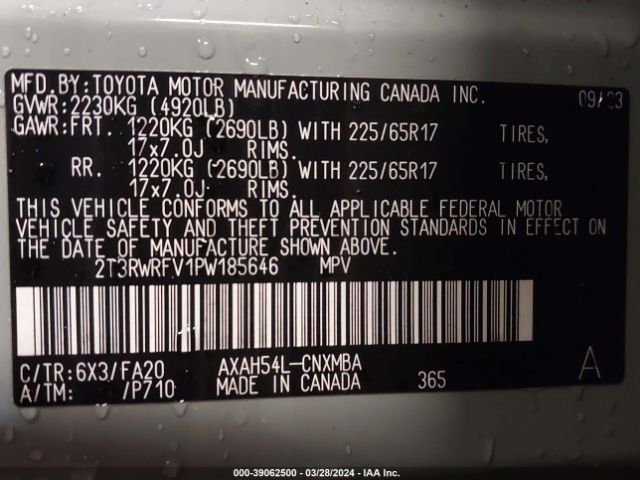 MFD.BY:TOYOTA MOTOR MANUFACTURING CANADA INC. 09/23
GVWR:2230KG (4920LB)
GAWR:FRT. 1220KG (2690LB) WITH 225/65R17 TIRES,
17x7.0J RIMS.
RR. 1220KG (2690LB) WITH 225/65R17 TIRES,
17x7.0J RIMS.
THIS VEHICLE CONFORMS TO ALL APPLICABLE FEDERAL MOTOR
VEHICLE SAFETY AND THEFT PREVENTION STANDARDS IN EFFECT ON
THE DATE OF MANUFACTURE SHOWN ABOVE.
2T3RWRFV1PW185646 MPV
C/TR:6X3/FA20 AXAH54L-CNXMBA A
A/TM: /P710 MADE IN CANADA 365
000-39062500 - 03/28/2024 - IAA Inc.